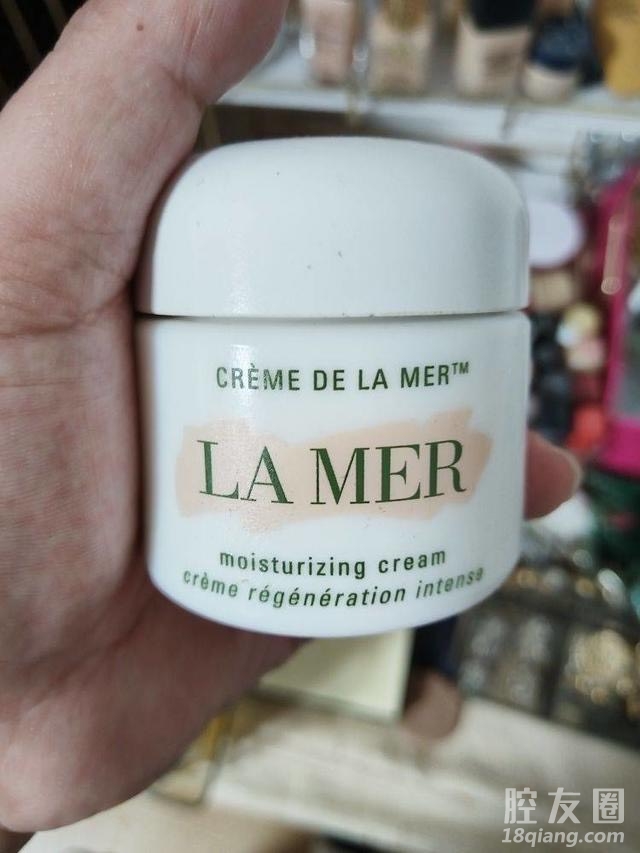 CRÈME DE LA MER™
LA MER
moisturizing cream
crème régénération intense
腔友圈
18qiang.com